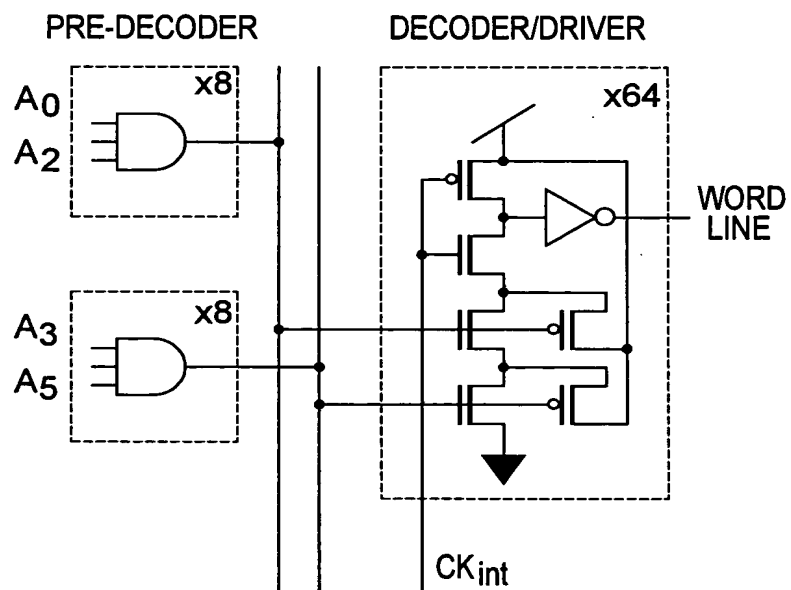 PRE-DECODER
DECODER/DRIVER
x8
A0
A2
x64
WORD
LINE
x8
A3
A5
CKint